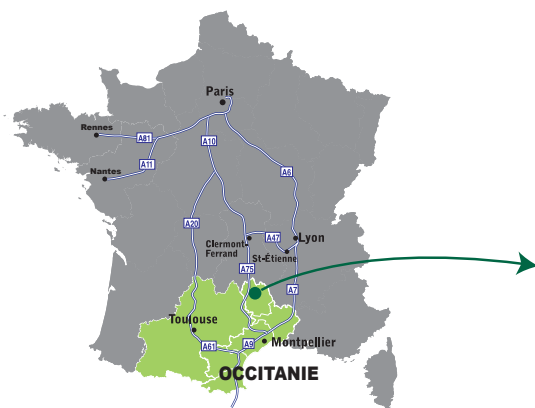 Paris
Rennes
A81
A10
A11
Nantes
A6
A20
A47
Lyon
Clermont-
Ferrand
St-Étienne
A75
A7
Toulouse
A61
A9
Montpellier
OCCITANIE